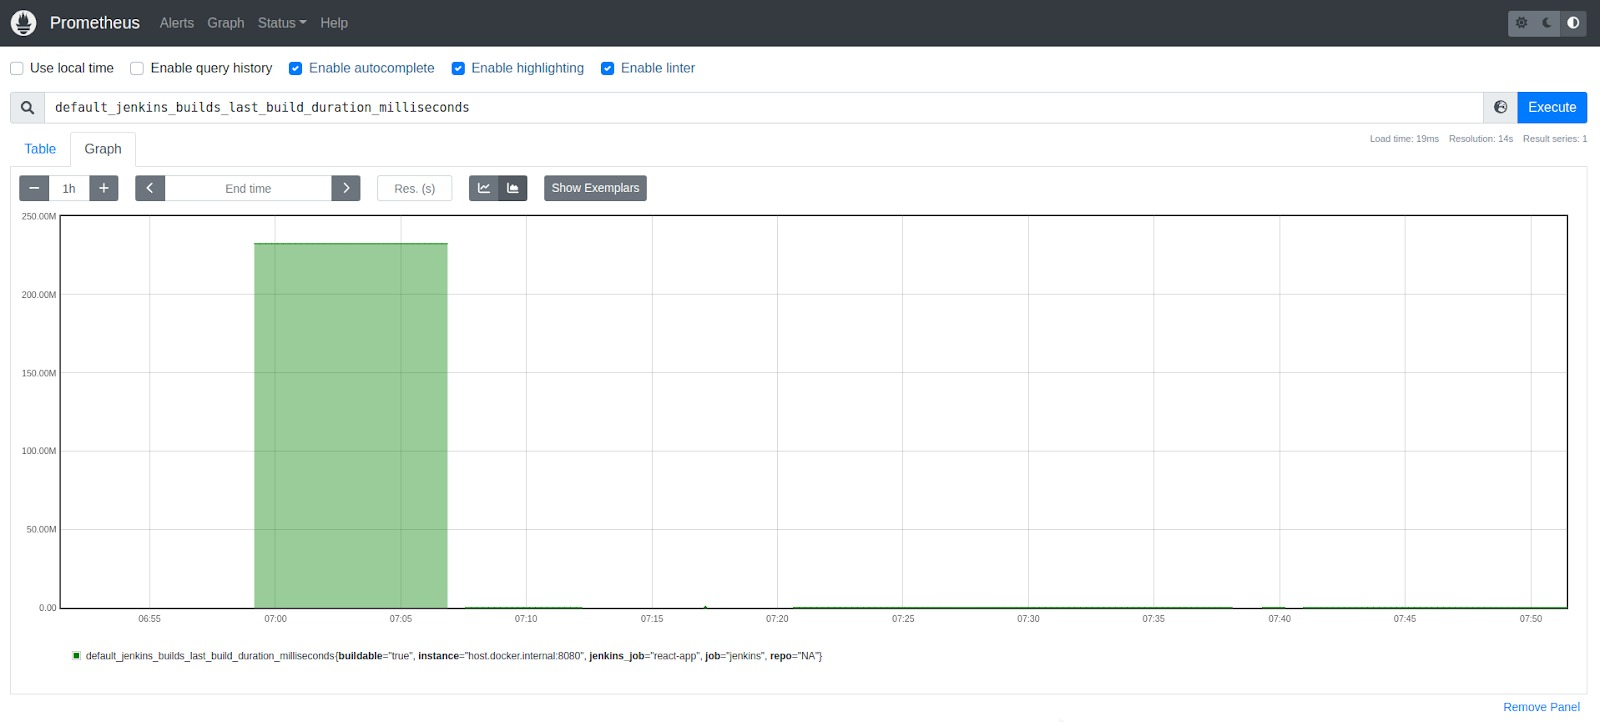 Prometheus Alerts Graph Status Help
Use local time Enable query history Enable autocomplete Enable highlighting Enable linter
default_jenkins_builds_last_build_duration_milliseconds Execute
Load time: 19ms Resolution: 14s Result series: 1
Table Graph
− 1h + End time Res. (s) Show Exemplars
250.00M
200.00M
150.00M
100.00M
50.00M
0.00
06:55 07:00 07:05 07:10 07:15 07:20 07:25 07:30 07:35 07:40 07:45 07:50
default_jenkins_builds_last_build_duration_milliseconds{buildable="true", instance="host.docker.internal:8080", jenkins_job="react-app", job="jenkins", repo="NA"}
Remove Panel